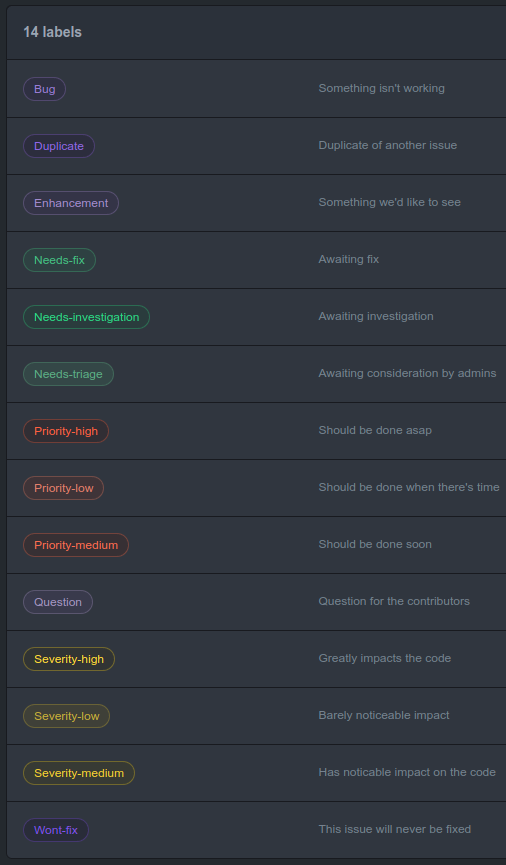 14 labels
Bug Something isn't working
Duplicate Duplicate of another issue
Enhancement Something we'd like to see
Needs-fix Awaiting fix
Needs-investigation Awaiting investigation
Needs-triage Awaiting consideration by admins
Priority-high Should be done asap
Priority-low Should be done when there's time
Priority-medium Should be done soon
Question Question for the contributors
Severity-high Greatly impacts the code
Severity-low Barely noticeable impact
Severity-medium Has noticable impact on the code
Wont-fix This issue will never be fixed